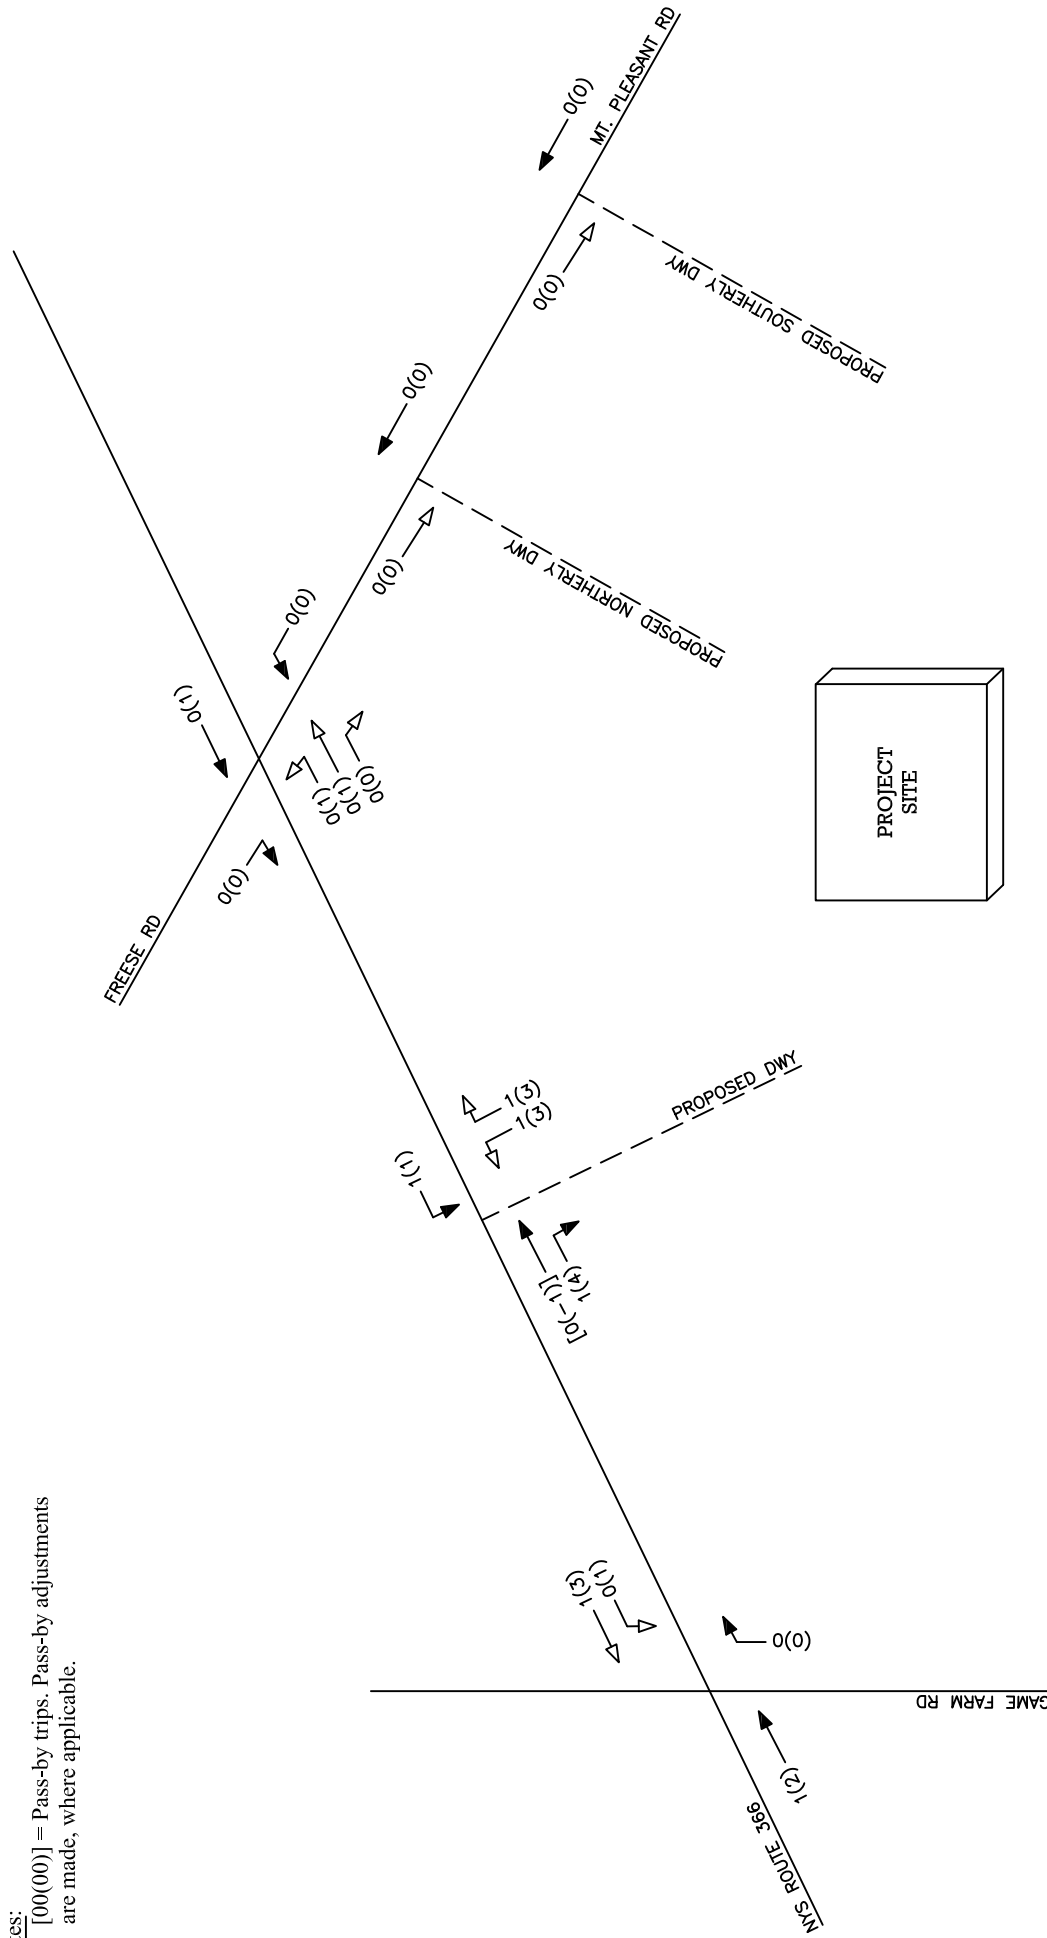 es:
[00(00)] = Pass-by trips. Pass-by adjustments
are made, where applicable.
MT. PLEASANT RD
0(0)
0(0)
PROPOSED SOUTHERLY DWY
0(0)
0(0)
PROPOSED NORTHERLY DWY
0(0)
0(1)
0(1)
0(1)
0(0)
0(0)
FREESE RD
PROJECT
SITE
1(3)
1(3)
1(1)
PROPOSED DWY
[0(-1)]
1(4)
1(3)
0(1)
0(0)
GAME FARM RD
1(2)
NYS ROUTE 366